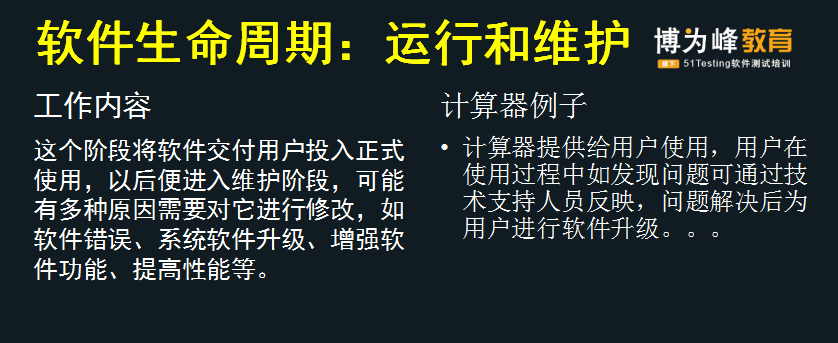 软件生命周期：运行和维护
博为峰教育
旗下 51Testing软件测试培训
工作内容
这个阶段将软件交付用户投入正式
使用，以后便进入维护阶段，可能
有多种原因需要对它进行修改，如
软件错误、系统软件升级、增强软
件功能、提高性能等。
计算器例子
• 计算器提供给用户使用，用户在
使用过程中如发现问题可通过技
术支持人员反映，问题解决后为
用户进行软件升级。。。